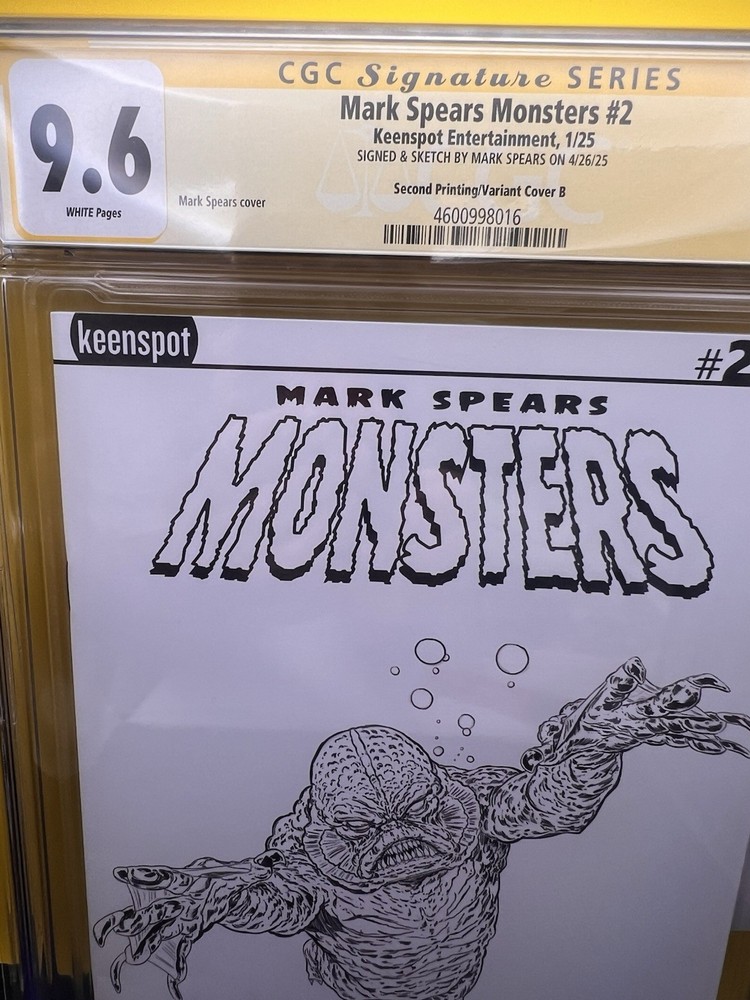 CGC Signature SERIES
9.6
WHITE Pages
Mark Spears Monsters #2
Keenspot Entertainment, 1/25
SIGNED & SKETCH BY MARK SPEARS ON 4/26/25
Mark Spears cover
Second Printing/Variant Cover B
4600998016
keenspot
#2
MARK SPEARS
MONSTERS